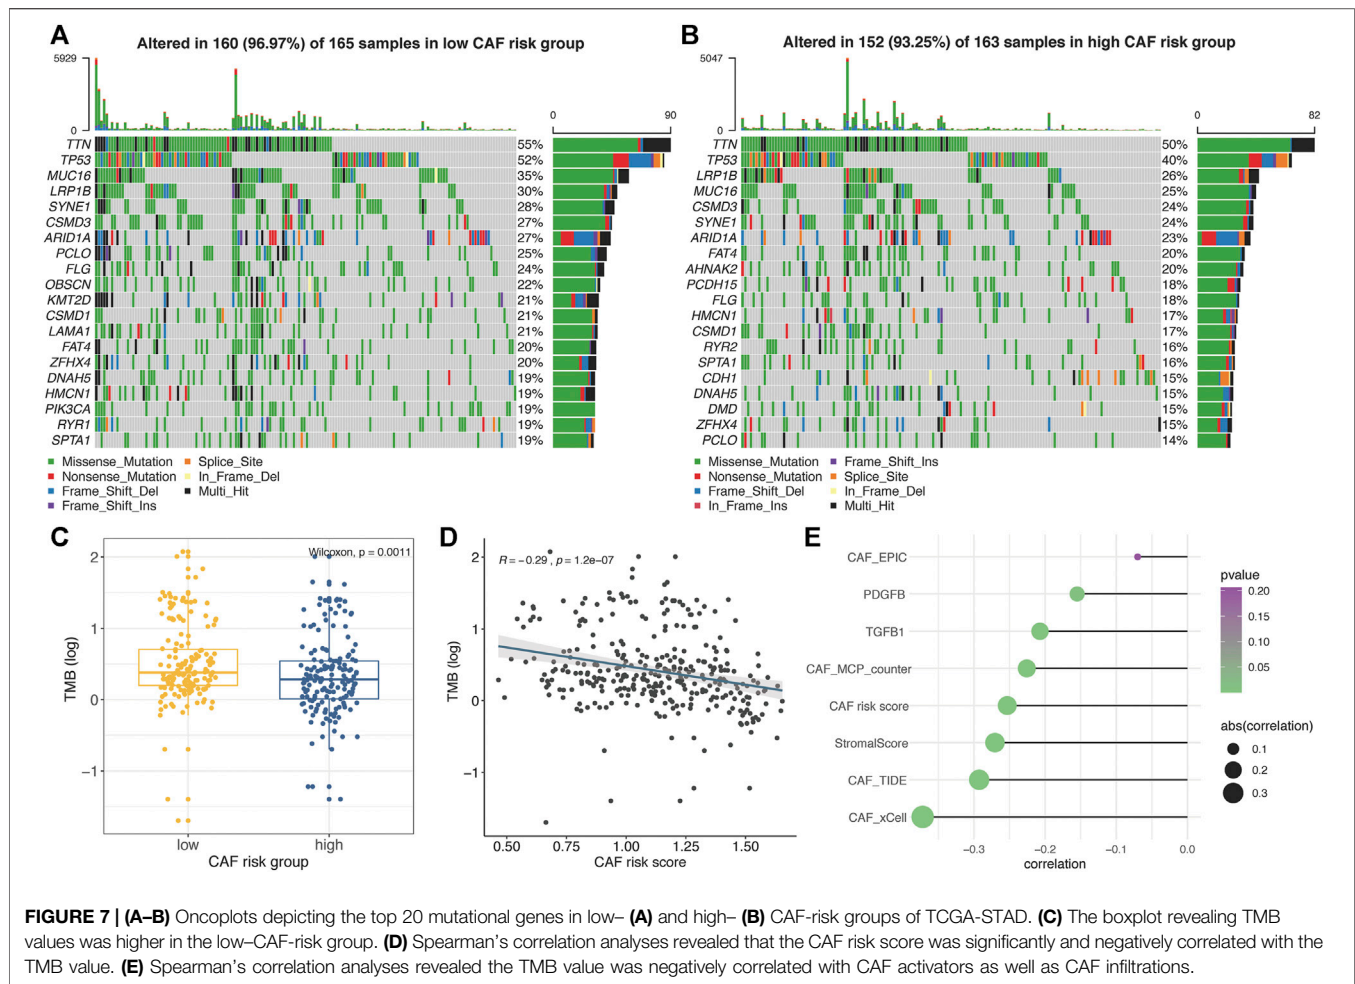 A
Altered in 160 (96.97%) of 165 samples in low CAF risk group
5929
0
0 90
TTN 55%
TP53 52%
MUC16 35%
LRP1B 30%
SYNE1 28%
CSMD3 27%
ARID1A 27%
PCLO 25%
FLG 24%
OBSCN 22%
KMT2D 21%
CSMD1 21%
LAMA1 21%
FAT4 20%
ZFHX4 20%
DNAH5 19%
HMCN1 19%
PIK3CA 19%
RYR1 19%
SPTA1 19%
Missense_Mutation Splice_Site
Nonsense_Mutation In_Frame_Del
Frame_Shift_Del Multi_Hit
Frame_Shift_Ins
B
Altered in 152 (93.25%) of 163 samples in high CAF risk group
5047
0
0 82
TTN 50%
TP53 40%
LRP1B 26%
MUC16 25%
CSMD3 24%
SYNE1 24%
ARID1A 23%
FAT4 20%
AHNAK2 20%
PCDH15 18%
FLG 18%
HMCN1 17%
CSMD1 17%
RYR2 16%
SPTA1 16%
CDH1 15%
DNAH5 15%
DMD 15%
ZFHX4 15%
PCLO 14%
Missense_Mutation Frame_Shift_Ins
Nonsense_Mutation Splice_Site
Frame_Shift_Del In_Frame_Del
In_Frame_Ins Multi_Hit
C
Wilcoxon, p = 0.0011
TMB (log)
2
1
0
−1
low high
CAF risk group
D
R = −0.29 , p = 1.2e−07
TMB (log)
2
1
0
−1
0.50 0.75 1.00 1.25 1.50
CAF risk score
E
CAF_EPIC
PDGFB
TGFB1
CAF_MCP_counter
CAF risk score
StromalScore
CAF_TIDE
CAF_xCell
−0.3 −0.2 −0.1 0.0
correlation
pvalue
0.20
0.15
0.10
0.05
abs(correlation)
0.1
0.2
0.3
FIGURE 7 | (A–B) Oncoplots depicting the top 20 mutational genes in low– (A) and high– (B) CAF-risk groups of TCGA-STAD. (C) The boxplot revealing TMB
values was higher in the low–CAF-risk group. (D) Spearman's correlation analyses revealed that the CAF risk score was significantly and negatively correlated with the
TMB value. (E) Spearman's correlation analyses revealed the TMB value was negatively correlated with CAF activators as well as CAF infiltrations.